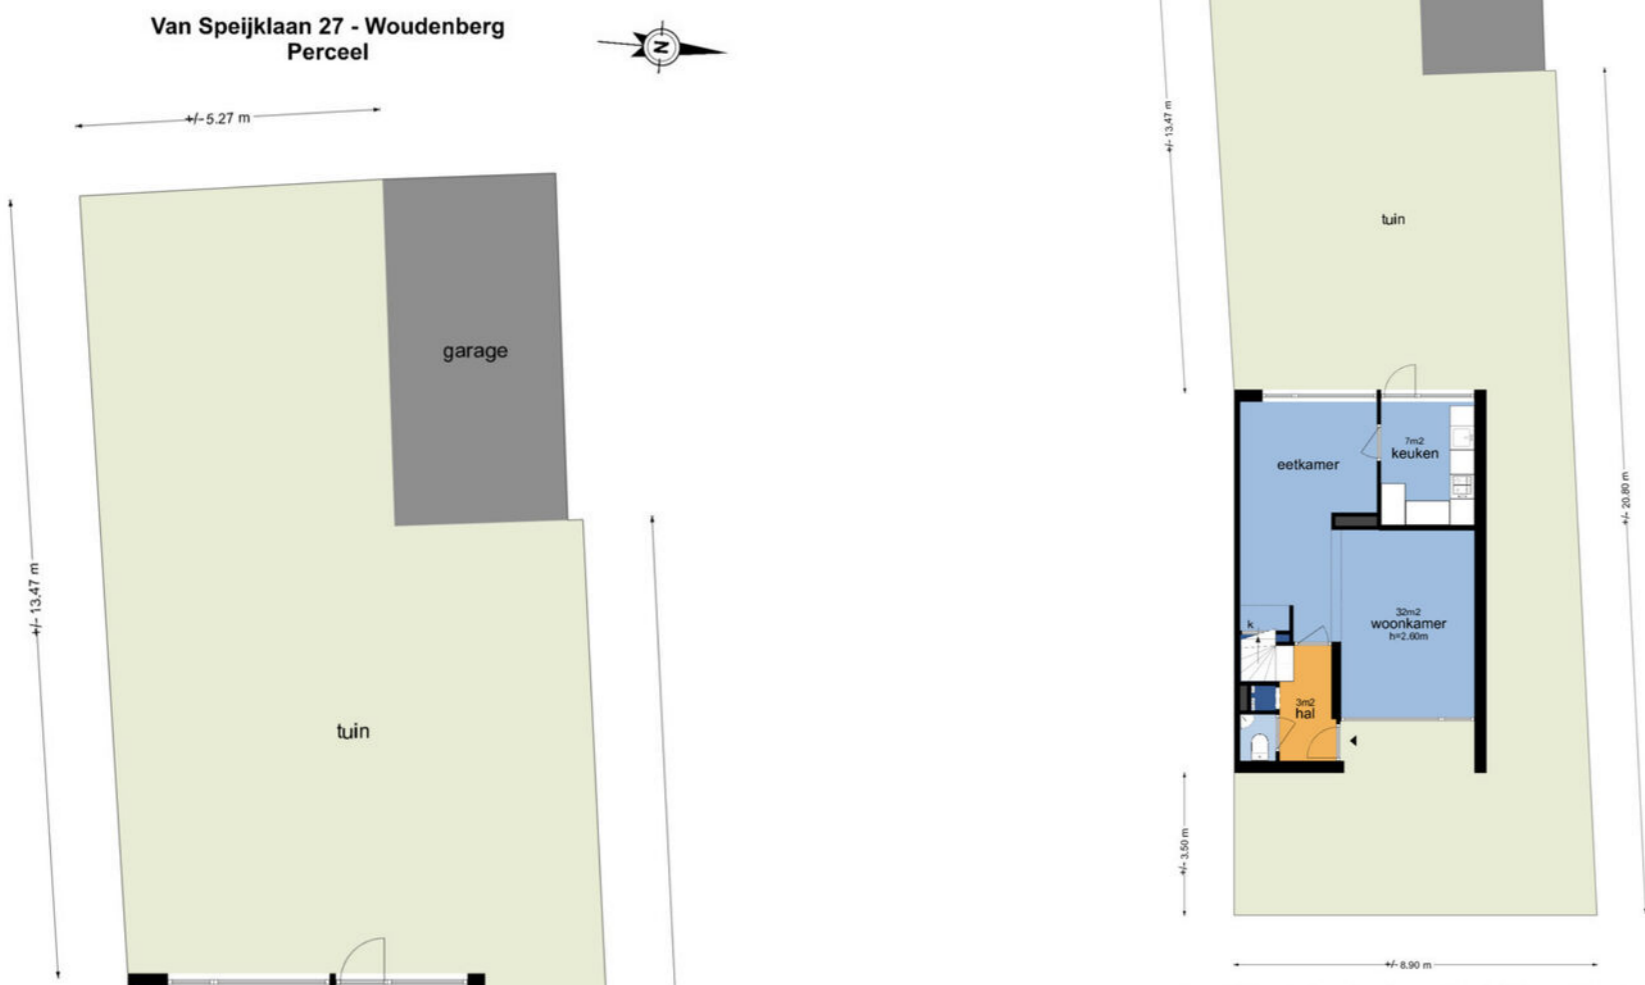 Van Speijklaan 27 - Woudenberg
Perceel
N
+/- 5.27 m
garage
+/- 13.47 m
tuin
+/- 13.47 m
tuin
+/- 20.80 m
7m2
keuken
eetkamer
32m2
woonkamer
h=2.60m
k
3m2
hal
+/- 3.50 m
+/- 8.90 m